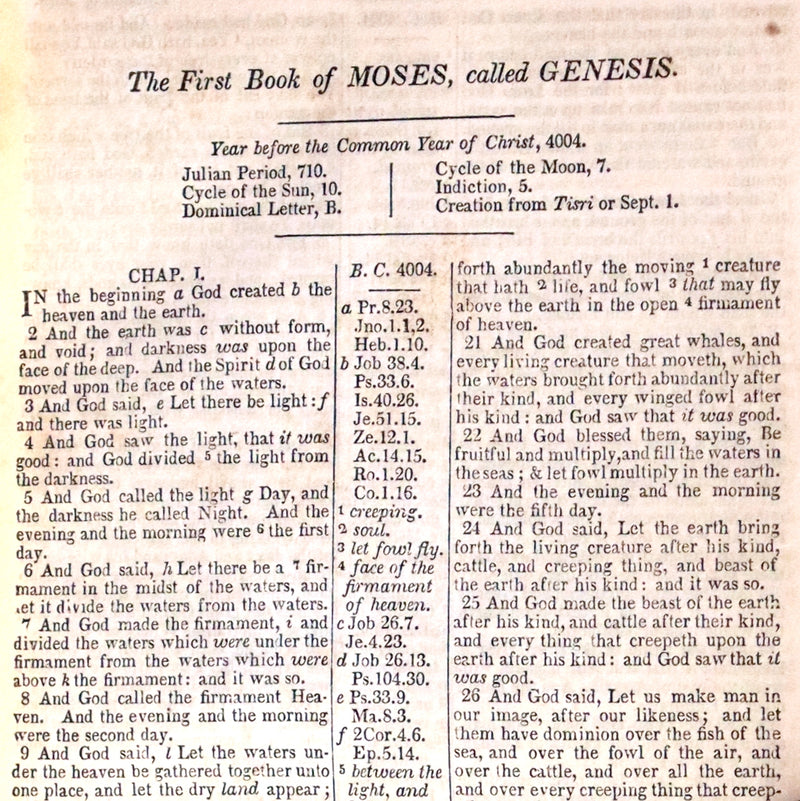 The First Book of MOSES, called GENESIS.
Year before the Common Year of Christ, 4004.
Julian Period, 710.
Cycle of the Sun, 10.
Dominical Letter, B.
Cycle of the Moon, 7.
Indiction, 5.
Creation from Tisri or Sept. 1.
CHAP. I.
IN the beginning a God created b the
heaven and the earth.
2 And the earth was c without form,
and void; and darkness was upon the
face of the deep. And the Spirit d of God
moved upon the face of the waters.
3 And God said, e Let there be light: f
and there was light.
4 And God saw the light, that it was
good: and God divided 5 the light from
the darkness.
5 And God called the light g Day, and
the darkness he called Night. And the
evening and the morning were 6 the first
day.
6 And God said, h Let there be a 7 fir-
mament in the midst of the waters, and
let it divide the waters from the waters.
7 And God made the firmament, i and
divided the waters which were under the
firmament from the waters which were
above k the firmament: and it was so.
8 And God called the firmament Hea-
ven. And the evening and the morning
were the second day.
9 And God said, l Let the waters un-
der the heaven be gathered together unto
one place, and let the dry land appear;
B. C. 4004.
a Pr.8.23.
Jno.1.1,2.
Heb.1.10.
b Job 38.4.
Ps.33.6.
Is.40.26.
Je.51.15.
Ze.12.1.
Ac.14.15.
Ro.1.20.
Co.1.16.
1 creeping.
2 soul.
3 let fowl fly.
4 face of the
firmament
of heaven.
c Job 26.7.
Je.4.23.
d Job 26.13.
Ps.104.30.
e Ps.33.9.
Ma.8.3.
f 2Cor.4.6.
Ep.5.14.
5 between the
light, and
forth abundantly the moving 1 creature
that hath 2 life, and fowl 3 that may fly
above the earth in the open 4 firmament
of heaven.
21 And God created great whales, and
every living creature that moveth, which
the waters brought forth abundantly after
their kind, and every winged fowl after
his kind: and God saw that it was good.
22 And God blessed them, saying, Be
fruitful and multiply, and fill the waters in
the seas; & let fowl multiply in the earth.
23 And the evening and the morning
were the fifth day.
24 And God said, Let the earth bring
forth the living creature after his kind,
cattle, and creeping thing, and beast of
the earth after his kind: and it was so.
25 And God made the beast of the earth
after his kind, and cattle after their kind,
and every thing that creepeth upon the
earth after his kind: and God saw that it
was good.
26 And God said, Let us make man in
our image, after our likeness; and let
them have dominion over the fish of the
sea, and over the fowl of the air, and
over the cattle, and over all the earth,
and over every creeping thing that creep-